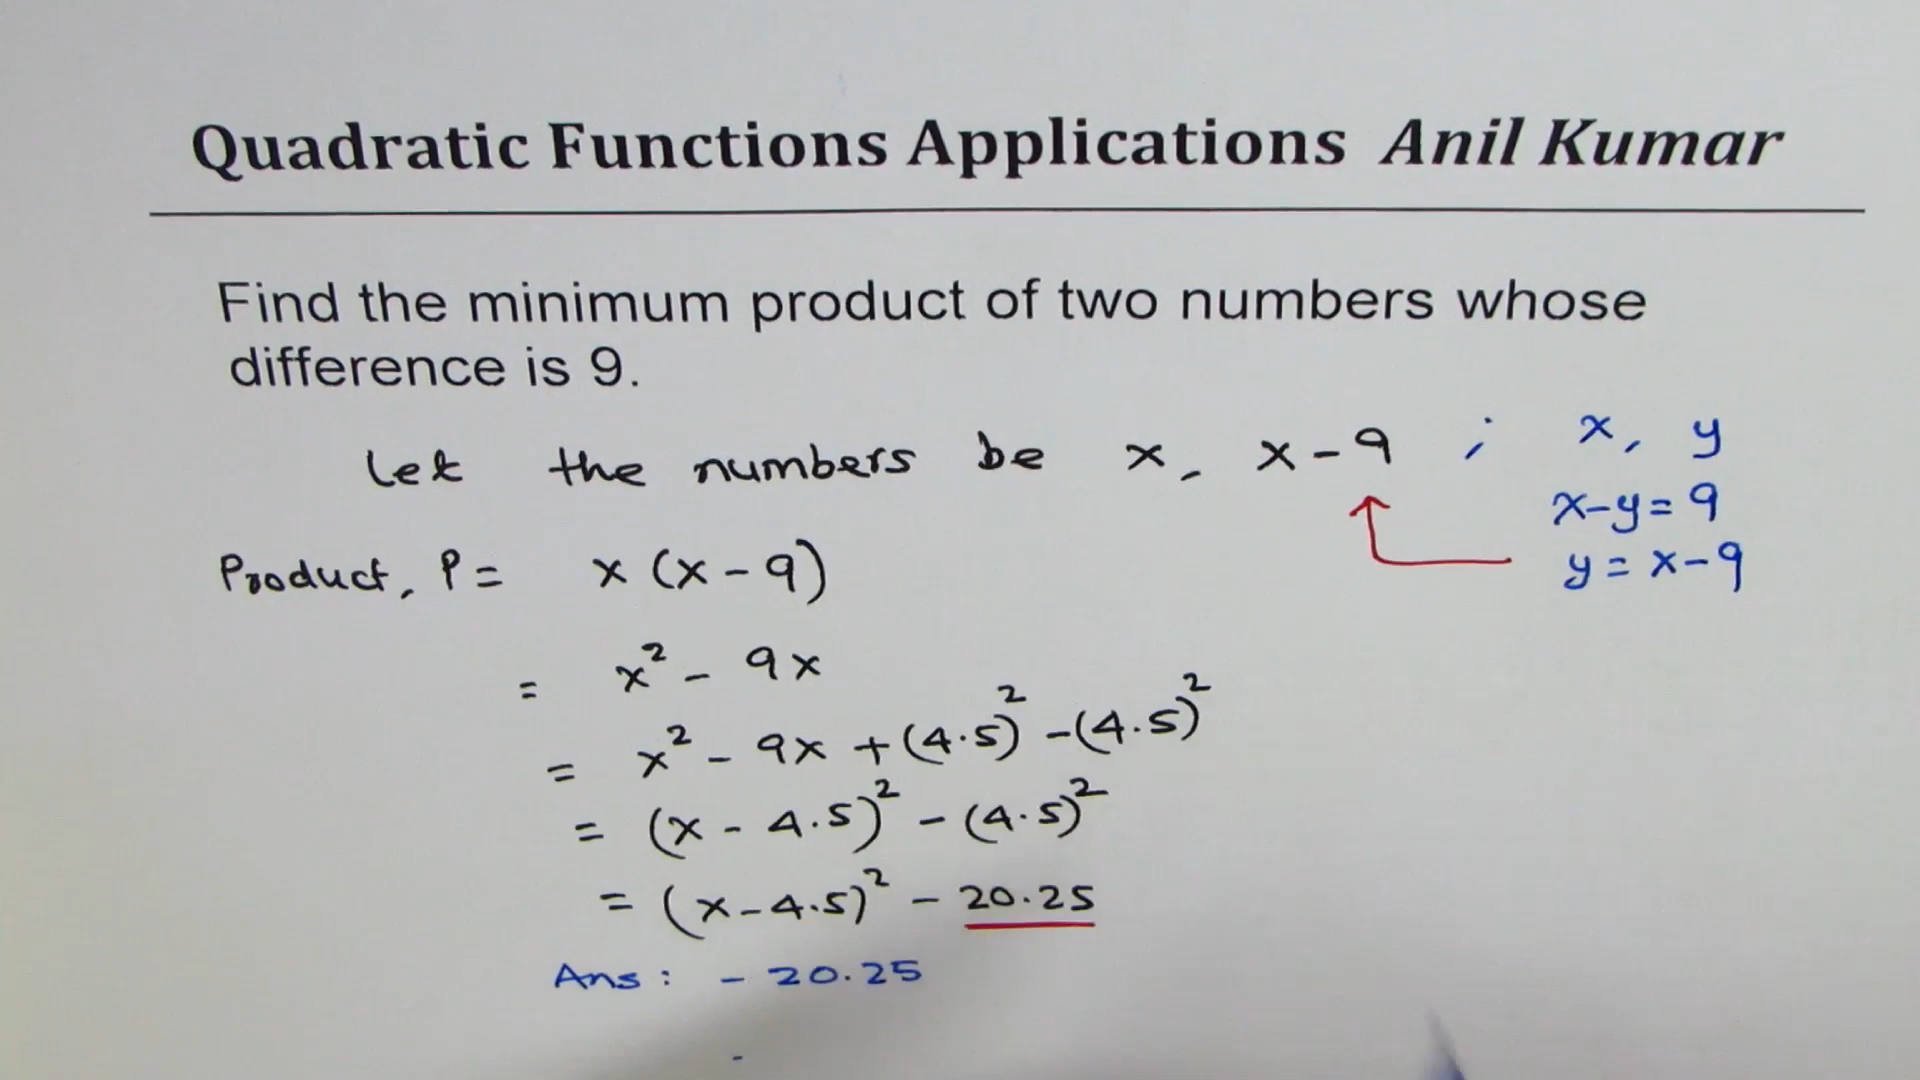 Quadratic Functions Applications Anil Kumar
Find the minimum product of two numbers whose
difference is 9.
Let the numbers be x, x-9 ; x, y
x-y=9
y=x-9
Product, P= x(x-9)
= x² - 9x
= x² - 9x +(4.5)² -(4.5)²
= (x - 4.5)² - (4.5)²
= (x-4.5)² - 20.25
Ans: - 20.25